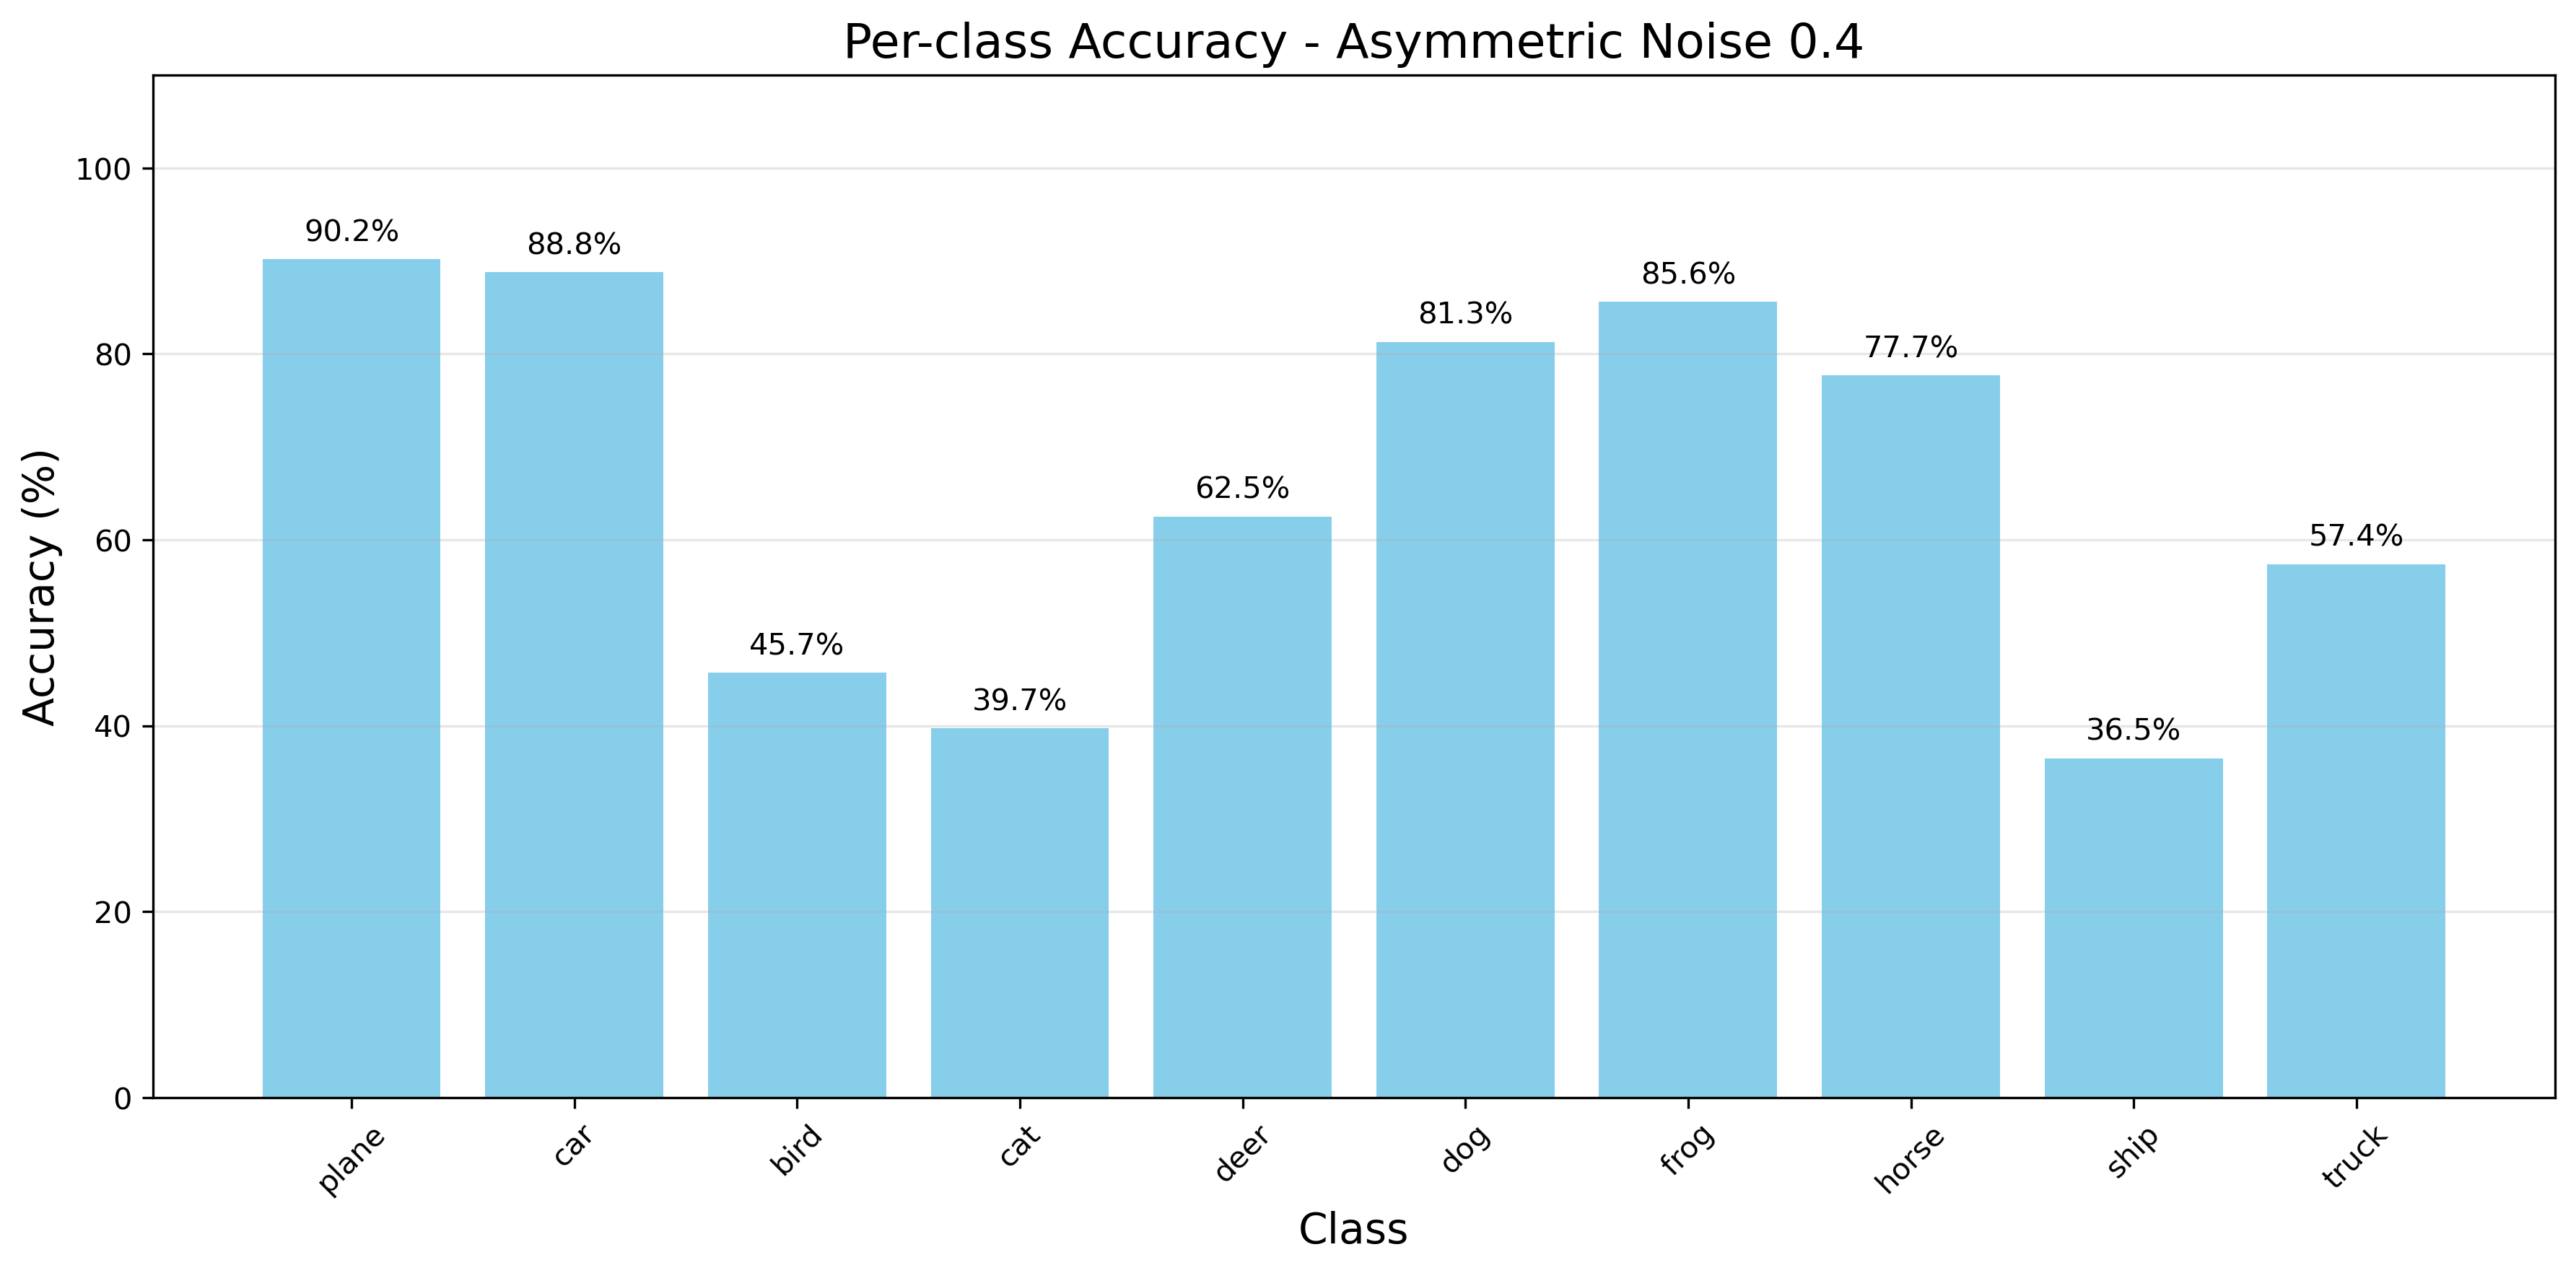 Per-class Accuracy - Asymmetric Noise 0.4
Accuracy (%)
100
80
60
40
20
0
90.2%
88.8%
45.7%
39.7%
62.5%
81.3%
85.6%
77.7%
36.5%
57.4%
plane
car
bird
cat
deer
dog
frog
horse
ship
truck
Class